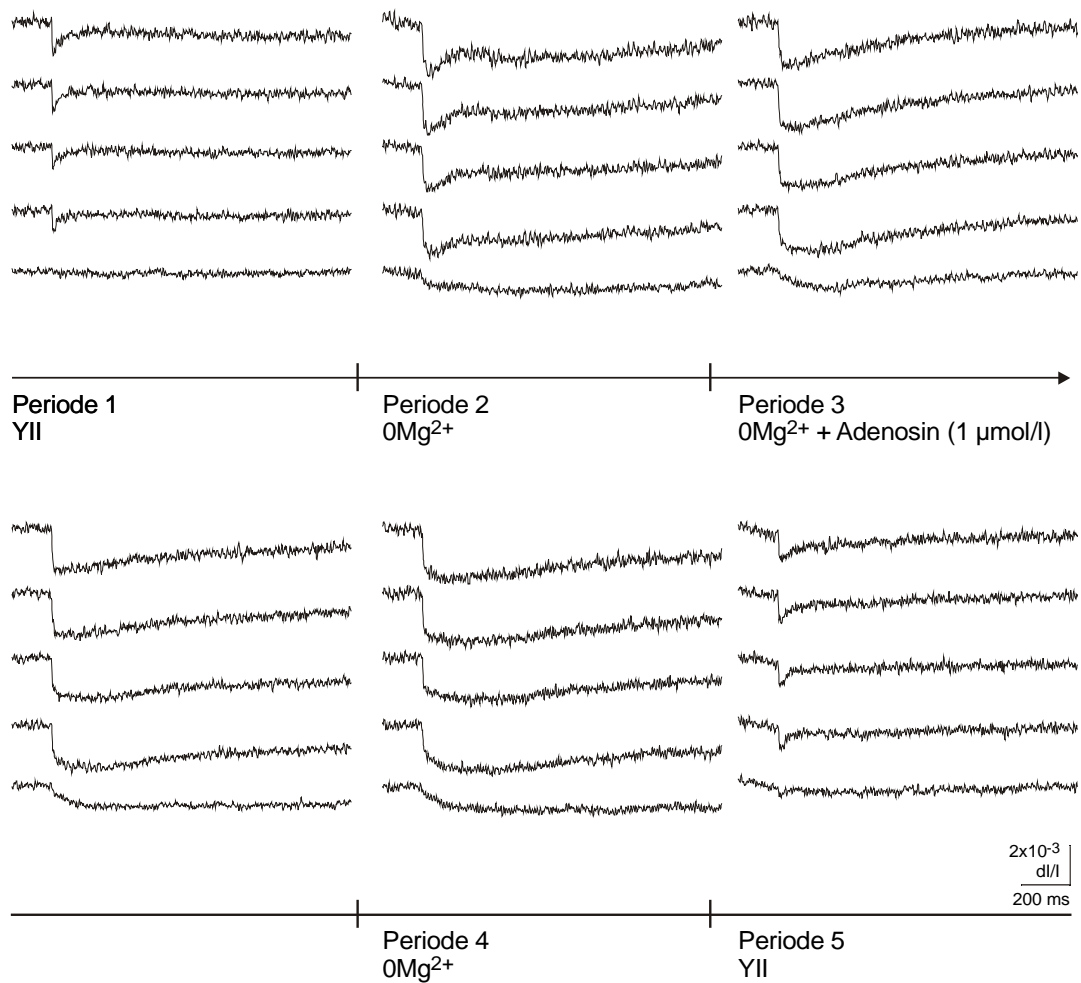 Periode 1
YII
Periode 2
0Mg²⁺
Periode 3
0Mg²⁺ + Adenosin (1 µmol/l)
2x10⁻³
dI/I
200 ms
Periode 4
0Mg²⁺
Periode 5
YII